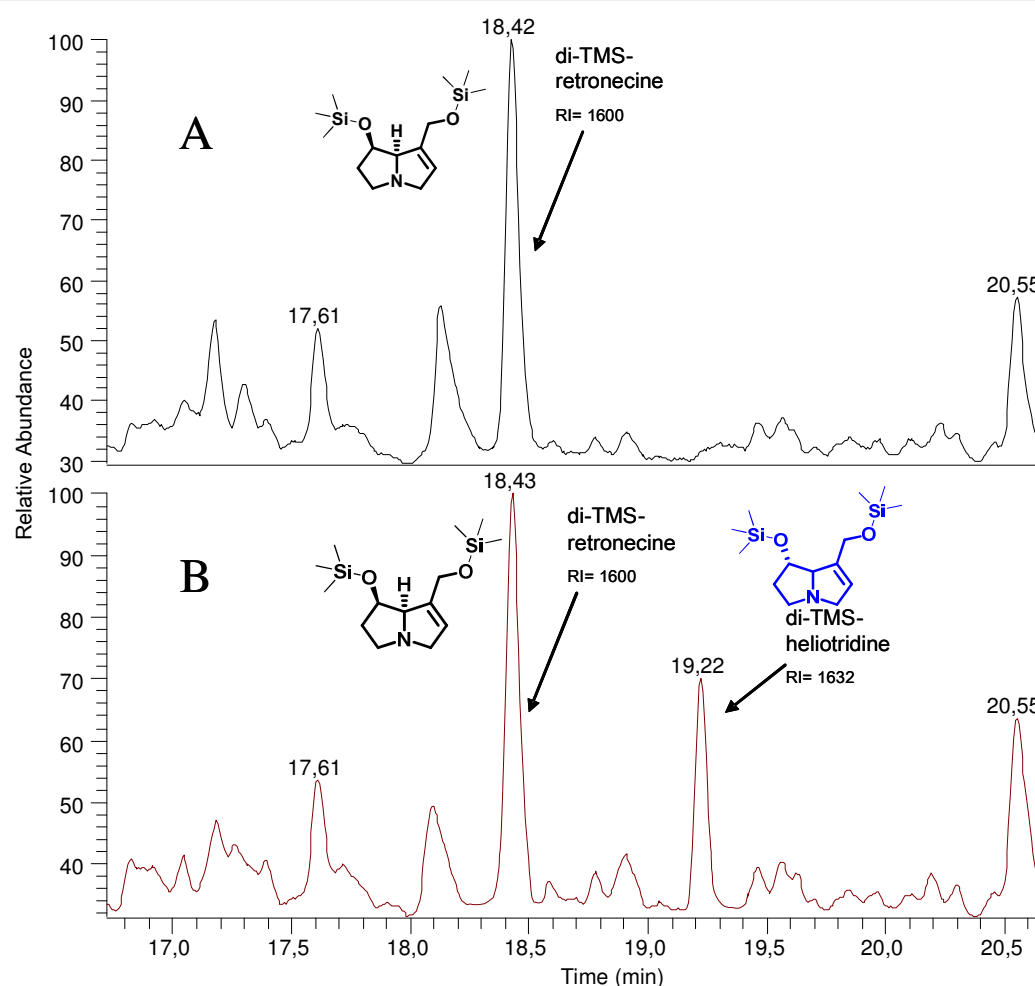 18,42
100
90
80
70
60
50
40
30
A
Si
O
H
N
O
Si
di-TMS-
retronecine
RI= 1600
17,61
20,55
Relative Abundance
18,43
100
90
80
70
60
50
40
B
Si
O
H
N
O
Si
di-TMS-
retronecine
RI= 1600
Si
O
N
O
Si
di-TMS-
heliotridine
RI= 1632
19,22
17,61
20,55
17,0 17,5 18,0 18,5 19,0 19,5 20,0 20,5
Time (min)